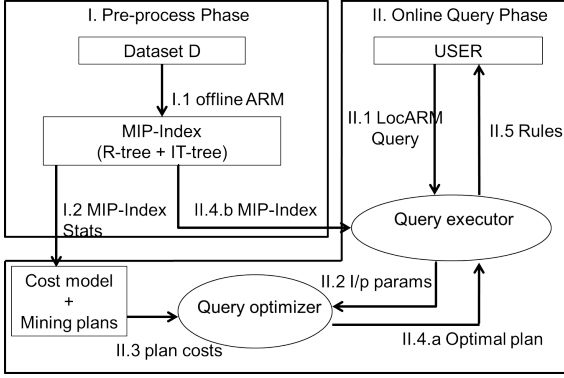 I. Pre-process Phase
II. Online Query Phase
Dataset D
USER
I.1 offline ARM
II.1 LocARM
Query
II.5 Rules
MIP-Index
(R-tree + IT-tree)
I.2 MIP-Index
Stats
II.4.b MIP-Index
Query executor
Cost model
+
Mining plans
II.2 I/p params
Query optimizer
II.3 plan costs
II.4.a Optimal plan